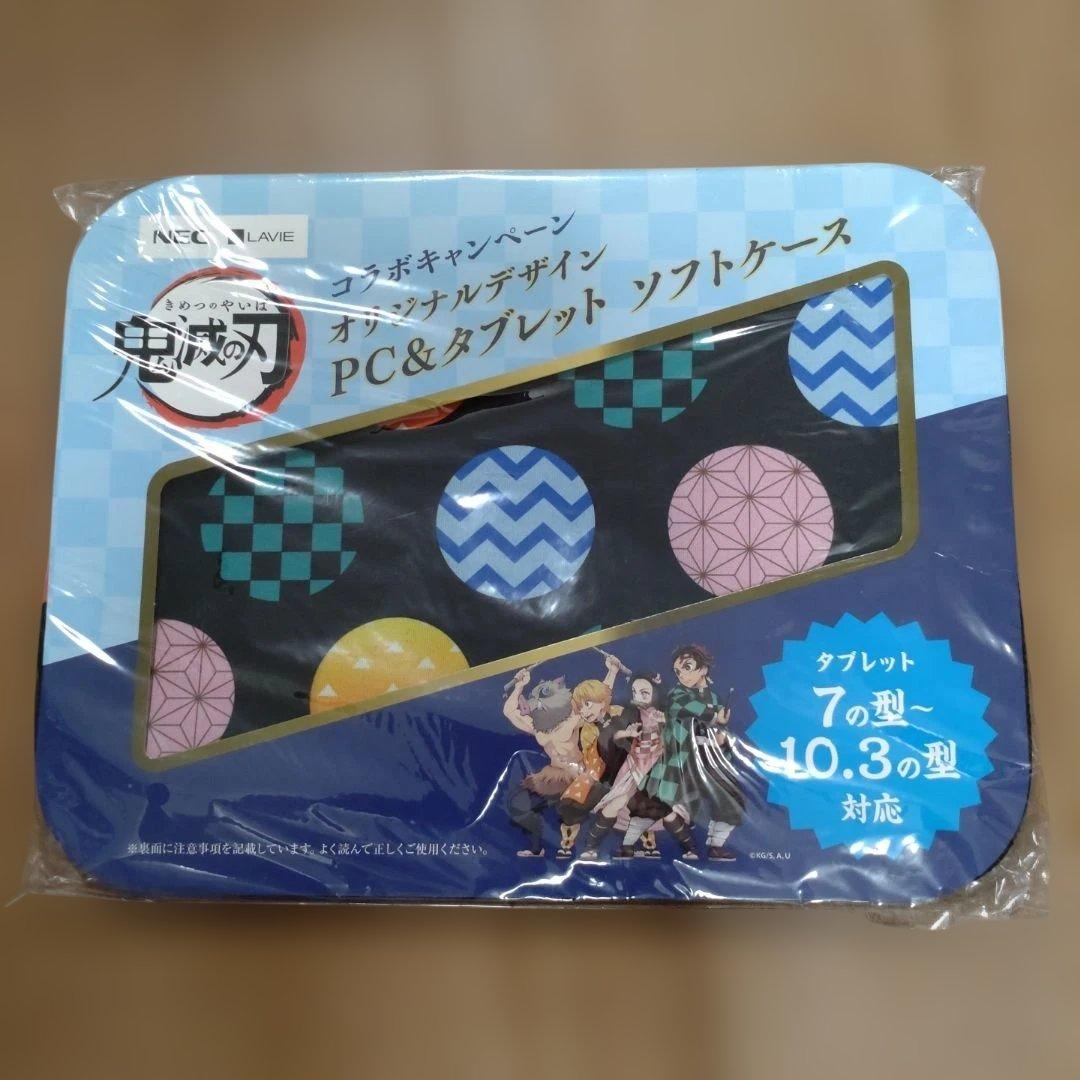 NEC LAVIE
きめつのやいば
鬼滅の刃
コラボキャンペーン
オリジナルデザイン
PC&タブレット ソフトケース
タブレット
7の型～
10.3の型
対応
※裏面に注意事項を記載しています。よく読んで正しくご使用ください。
©KG/S,A,U